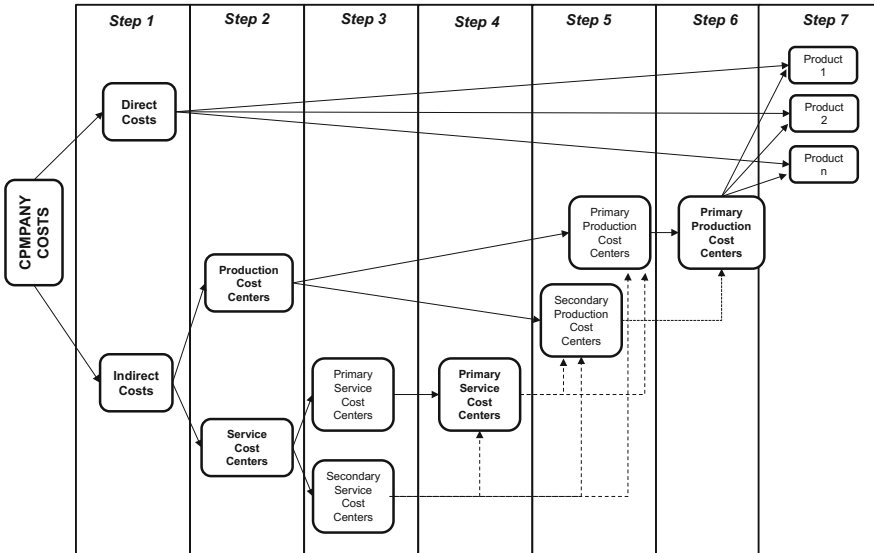 Step 1
Step 2
Step 3
Step 4
Step 5
Step 6
Step 7
CPMPANY
COSTS
Direct
Costs
Indirect
Costs
Production
Cost
Centers
Service
Cost
Centers
Primary
Service
Cost
Centers
Secondary
Service
Cost
Centers
Primary
Service
Cost
Centers
Primary
Production
Cost
Centers
Secondary
Production
Cost
Centers
Primary
Production
Cost
Centers
Product
1
Product
2
Product
n